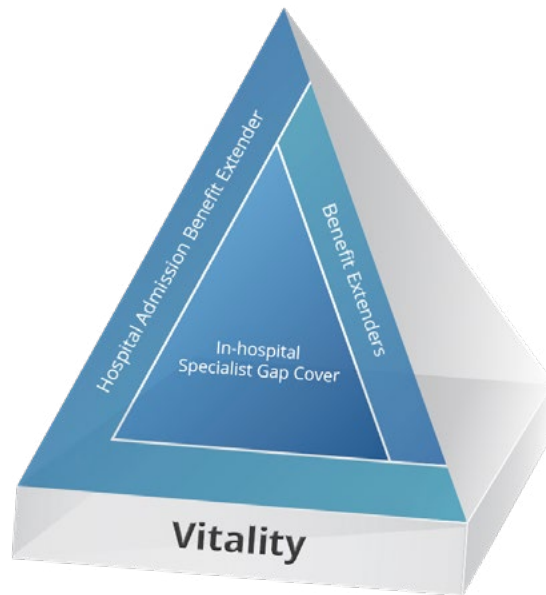 Hospital Admission Benefit Extender
Benefit Extenders
In-hospital
Specialist Gap Cover
Vitality